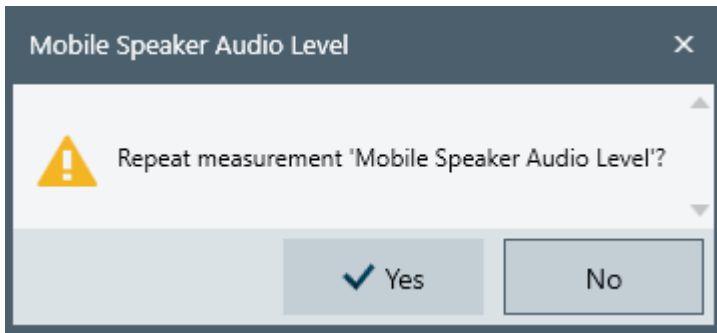 Mobile Speaker Audio Level
Repeat measurement 'Mobile Speaker Audio Level'?
Yes
No